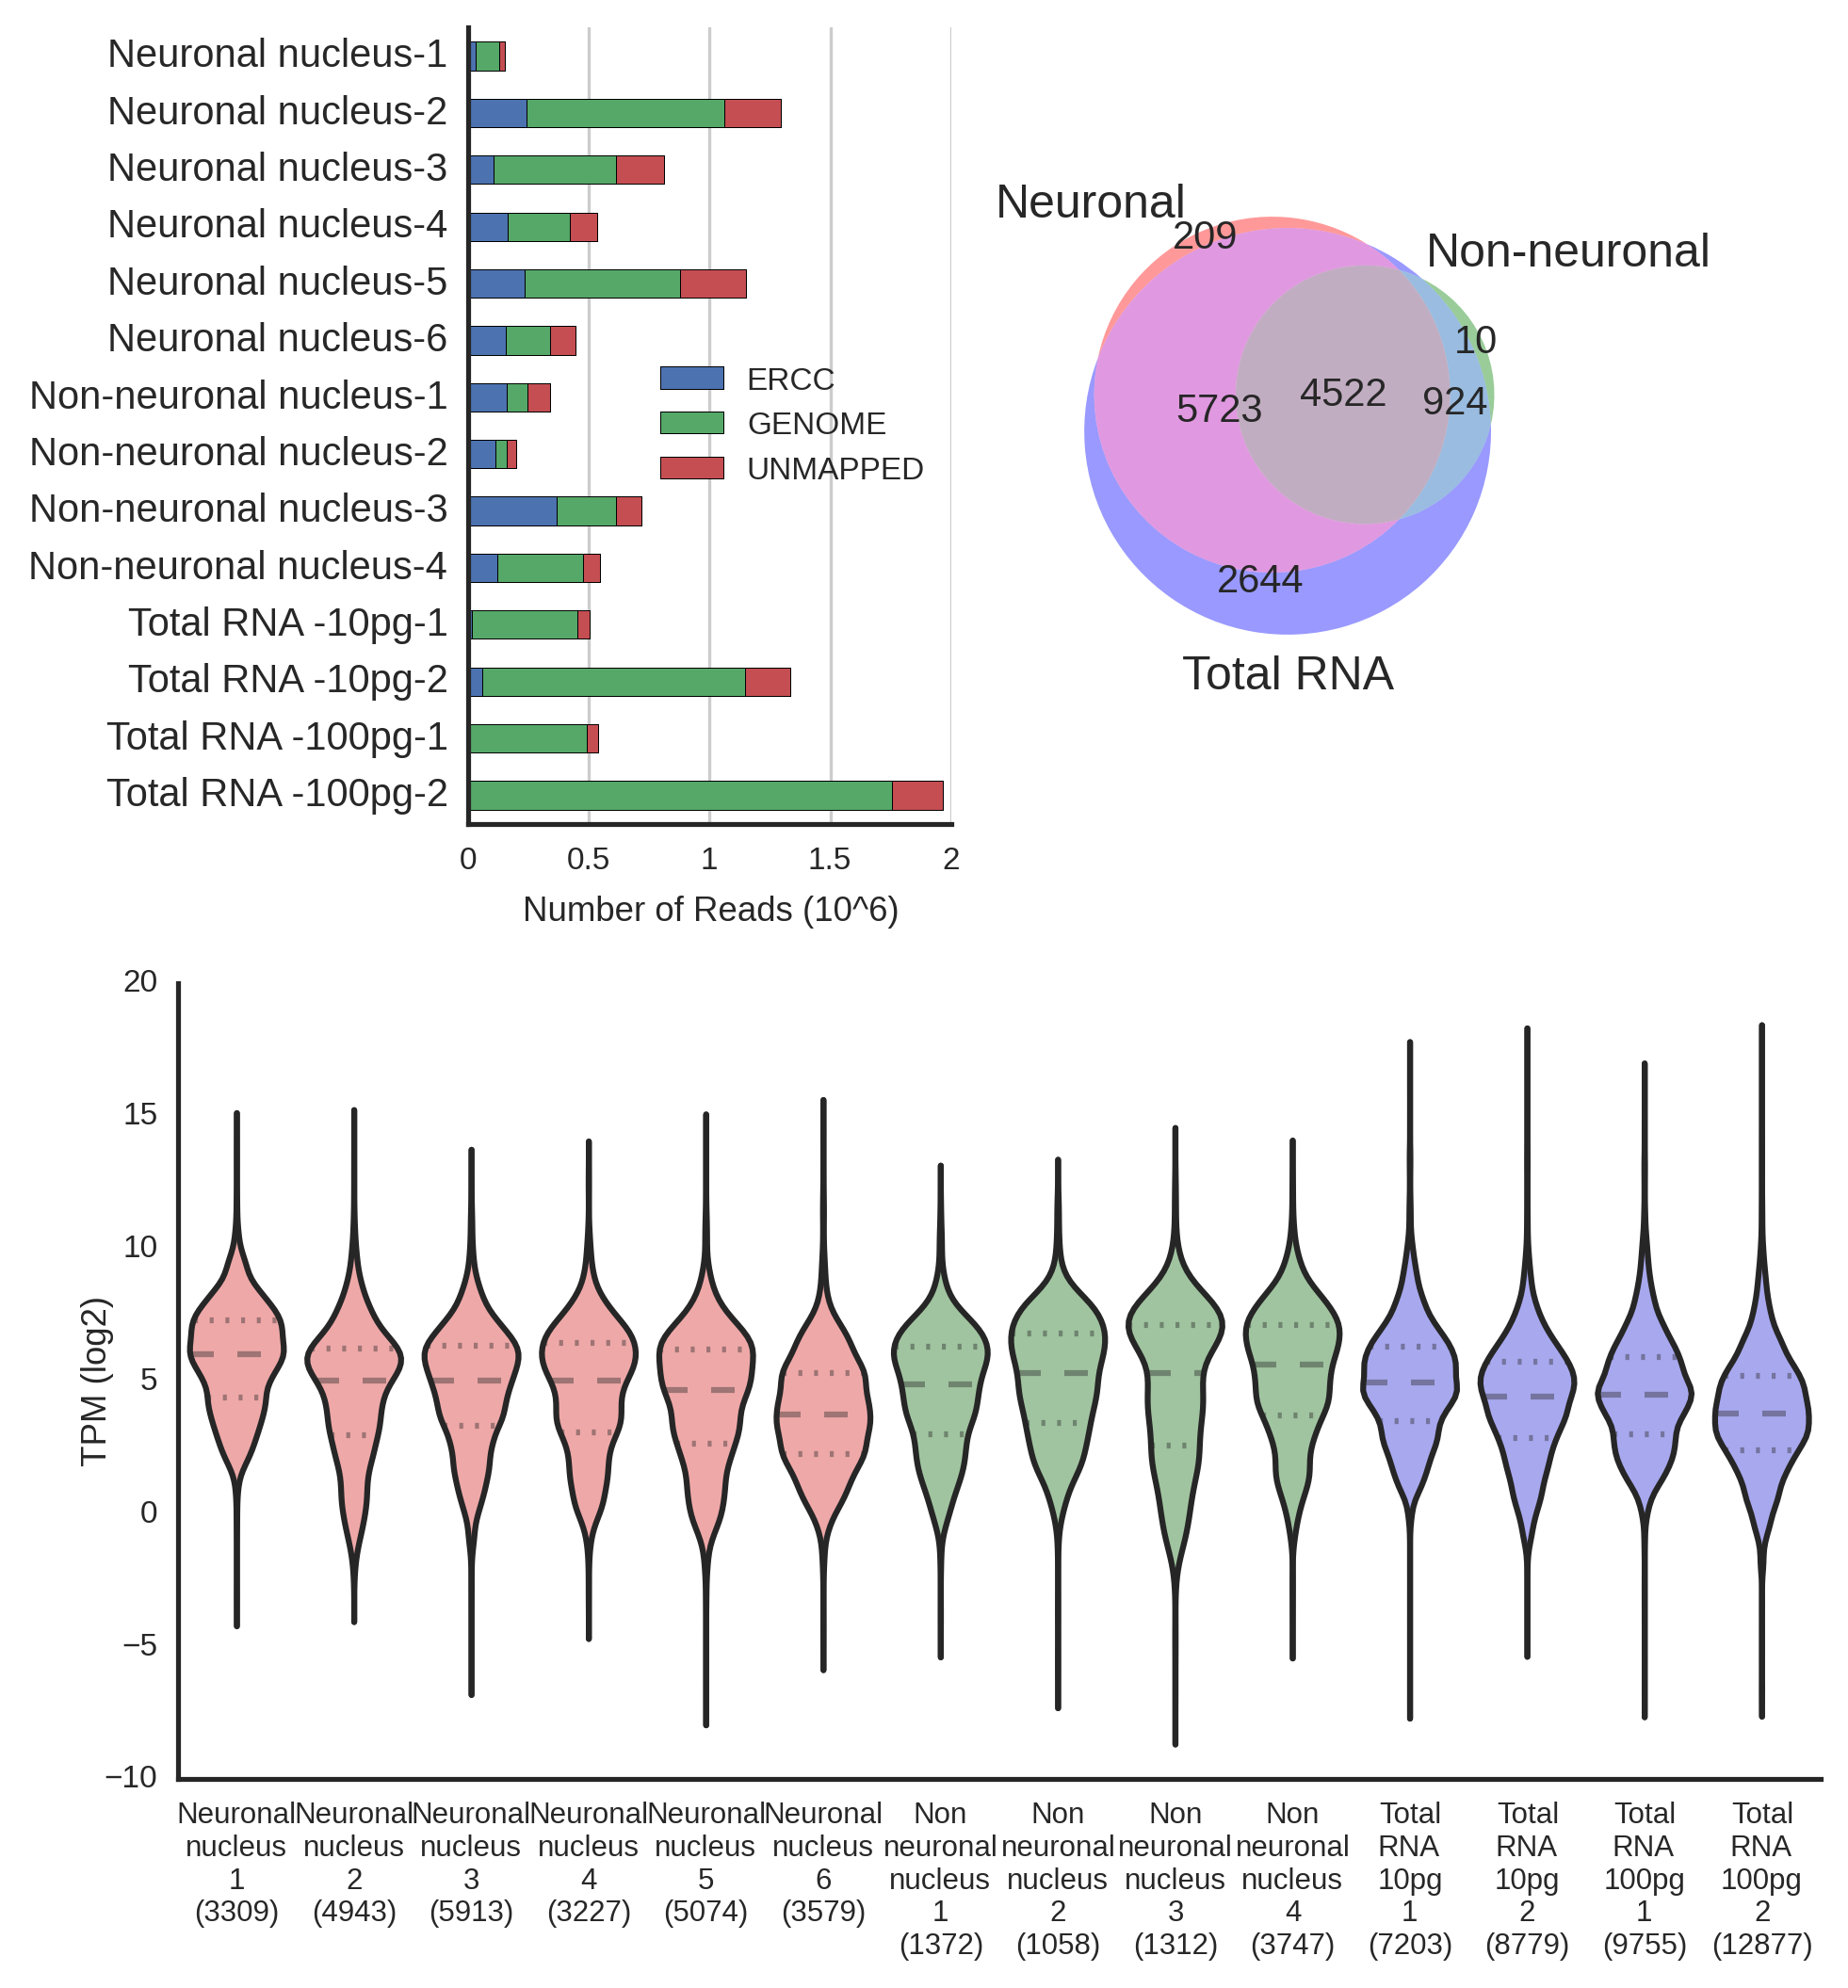 Neuronal nucleus-1
Neuronal nucleus-2
Neuronal nucleus-3
Neuronal nucleus-4
Neuronal nucleus-5
Neuronal nucleus-6
Non-neuronal nucleus-1
Non-neuronal nucleus-2
Non-neuronal nucleus-3
Non-neuronal nucleus-4
Total RNA -10pg-1
Total RNA -10pg-2
Total RNA -100pg-1
Total RNA -100pg-2
ERCC
GENOME
UNMAPPED
0 0.5 1 1.5 2
Number of Reads (10^6)
Neuronal
209
Non-neuronal
10
5723 4522 924
2644
Total RNA
20
15
10
5
0
−5
−10
TPM (log2)
Neuronal
nucleus
1
(3309)
Neuronal
nucleus
2
(4943)
Neuronal
nucleus
3
(5913)
Neuronal
nucleus
4
(3227)
Neuronal
nucleus
5
(5074)
Neuronal
nucleus
6
(3579)
Non
neuronal
nucleus
1
(1372)
Non
neuronal
nucleus
2
(1058)
Non
neuronal
nucleus
3
(1312)
Non
neuronal
nucleus
4
(3747)
Total
RNA
10pg
1
(7203)
Total
RNA
10pg
2
(8779)
Total
RNA
100pg
1
(9755)
Total
RNA
100pg
2
(12877)